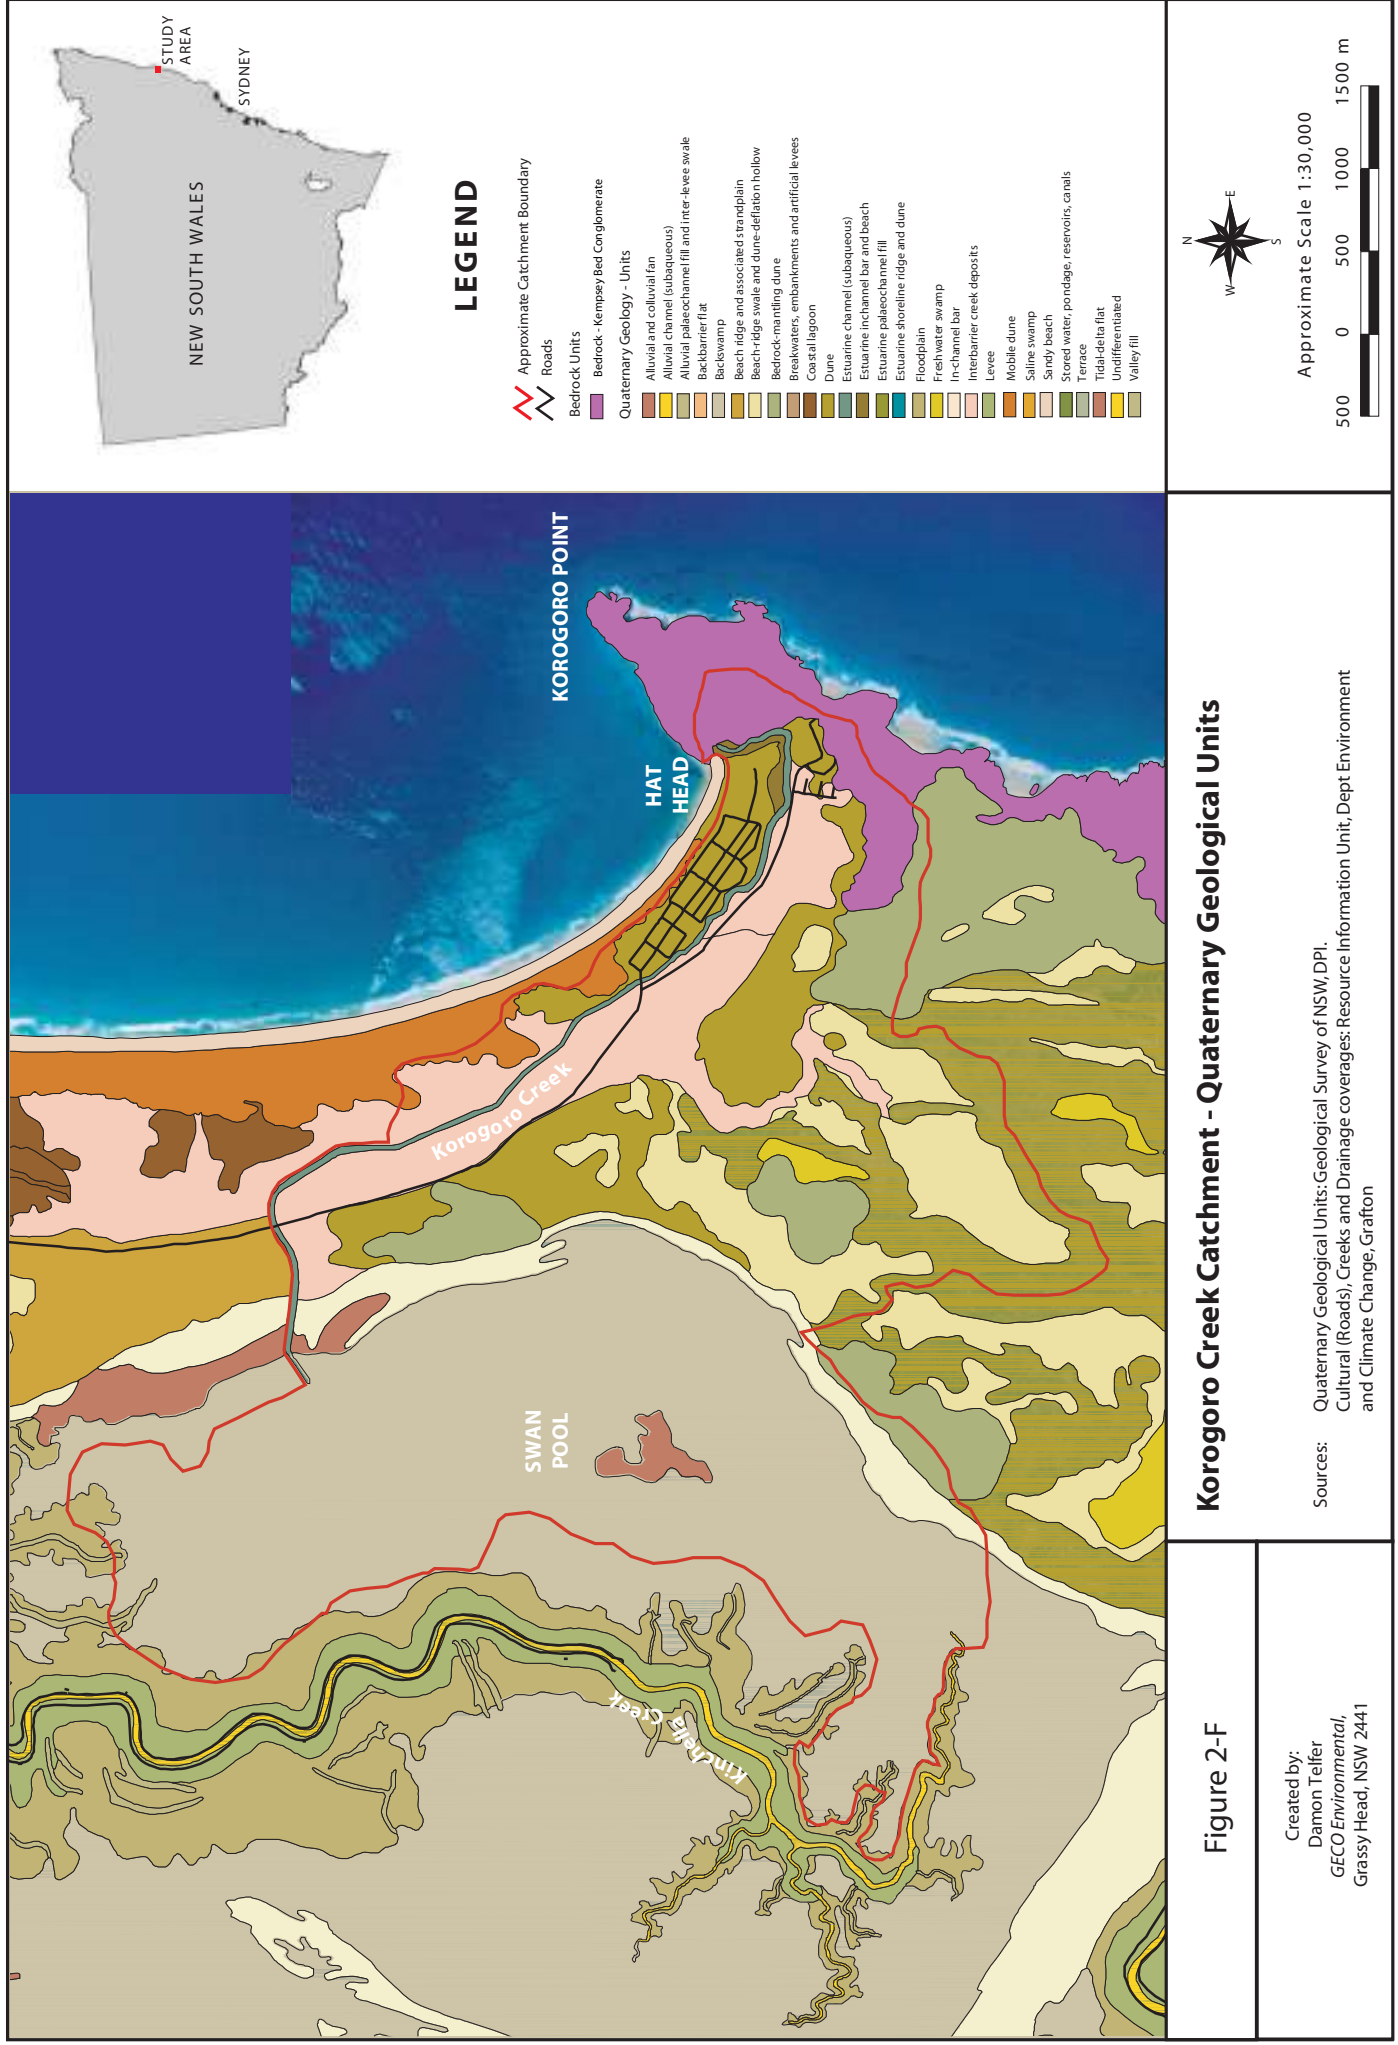 STUDY
AREA
SYDNEY
NEW SOUTH WALES
LEGEND
Approximate Catchment Boundary
Roads
Bedrock Units
Bedrock - Kempsey Bed Conglomerate
Quaternary Geology - Units
Alluvial and colluvial fan
Alluvial channel (subaqueous)
Alluvial palaeochannel fill and inter-levee swale
Backbarrier flat
Backswamp
Beach ridge and associated strandplain
Beach-ridge swale and dune-deflation hollow
Bedrock-mantling dune
Breakwaters, embankments and artificial levees
Coastal lagoon
Dune
Estuarine channel (subaqueous)
Estuarine inchannel bar and beach
Estuarine palaeochannel fill
Estuarine shoreline ridge and dune
Floodplain
Freshwater swamp
In-channel bar
Interbarrier creek deposits
Levee
Mobile dune
Saline swamp
Sandy beach
Stored water, pondage, reservoirs, canals
Terrace
Tidal-delta flat
Undifferentiated
Valley fill
KOROGORO POINT
HAT
HEAD
Korogoro Creek
SWAN
POOL
Kinchella Creek
N
E
S
W
Approximate Scale 1:30,000
500 0 500 1000 1500 m
Korogoro Creek Catchment - Quaternary Geological Units
Sources: Quaternary Geological Units: Geological Survey of NSW, DPI.
Cultural (Roads), Creeks and Drainage coverages: Resource Information Unit, Dept Environment
and Climate Change, Grafton
Figure 2-F
Created by:
Damon Telfer
GECO Environmental,
Grassy Head, NSW 2441